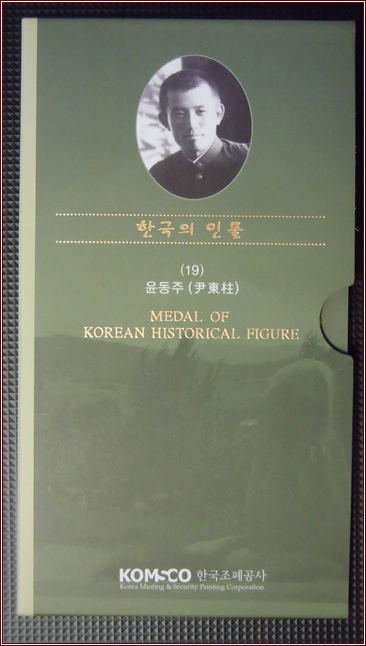 한국의 인물
(19)
윤동주 (尹東柱)
MEDAL OF
KOREAN HISTORICAL FIGURE
KOMSCO 한국조폐공사
Korea Minting & Security Printing Corporation